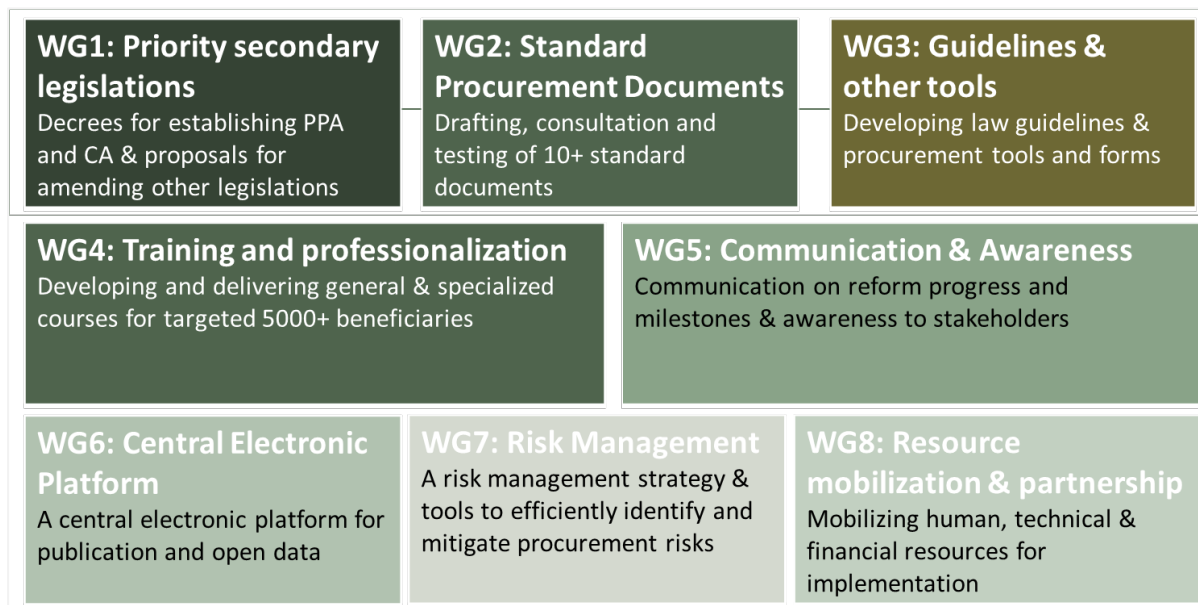 WG1: Priority secondary
legislations
Decrees for establishing PPA
and CA & proposals for
amending other legislations
WG2: Standard
Procurement Documents
Drafting, consultation and
testing of 10+ standard
documents
WG3: Guidelines &
other tools
Developing law guidelines &
procurement tools and forms
WG4: Training and professionalization
Developing and delivering general & specialized
courses for targeted 5000+ beneficiaries
WG5: Communication & Awareness
Communication on reform progress and
milestones & awareness to stakeholders
WG6: Central Electronic
Platform
A central electronic platform for
publication and open data
WG7: Risk Management
A risk management strategy &
tools to efficiently identify and
mitigate procurement risks
WG8: Resource
mobilization & partnership
Mobilizing human, technical &
financial resources for
implementation